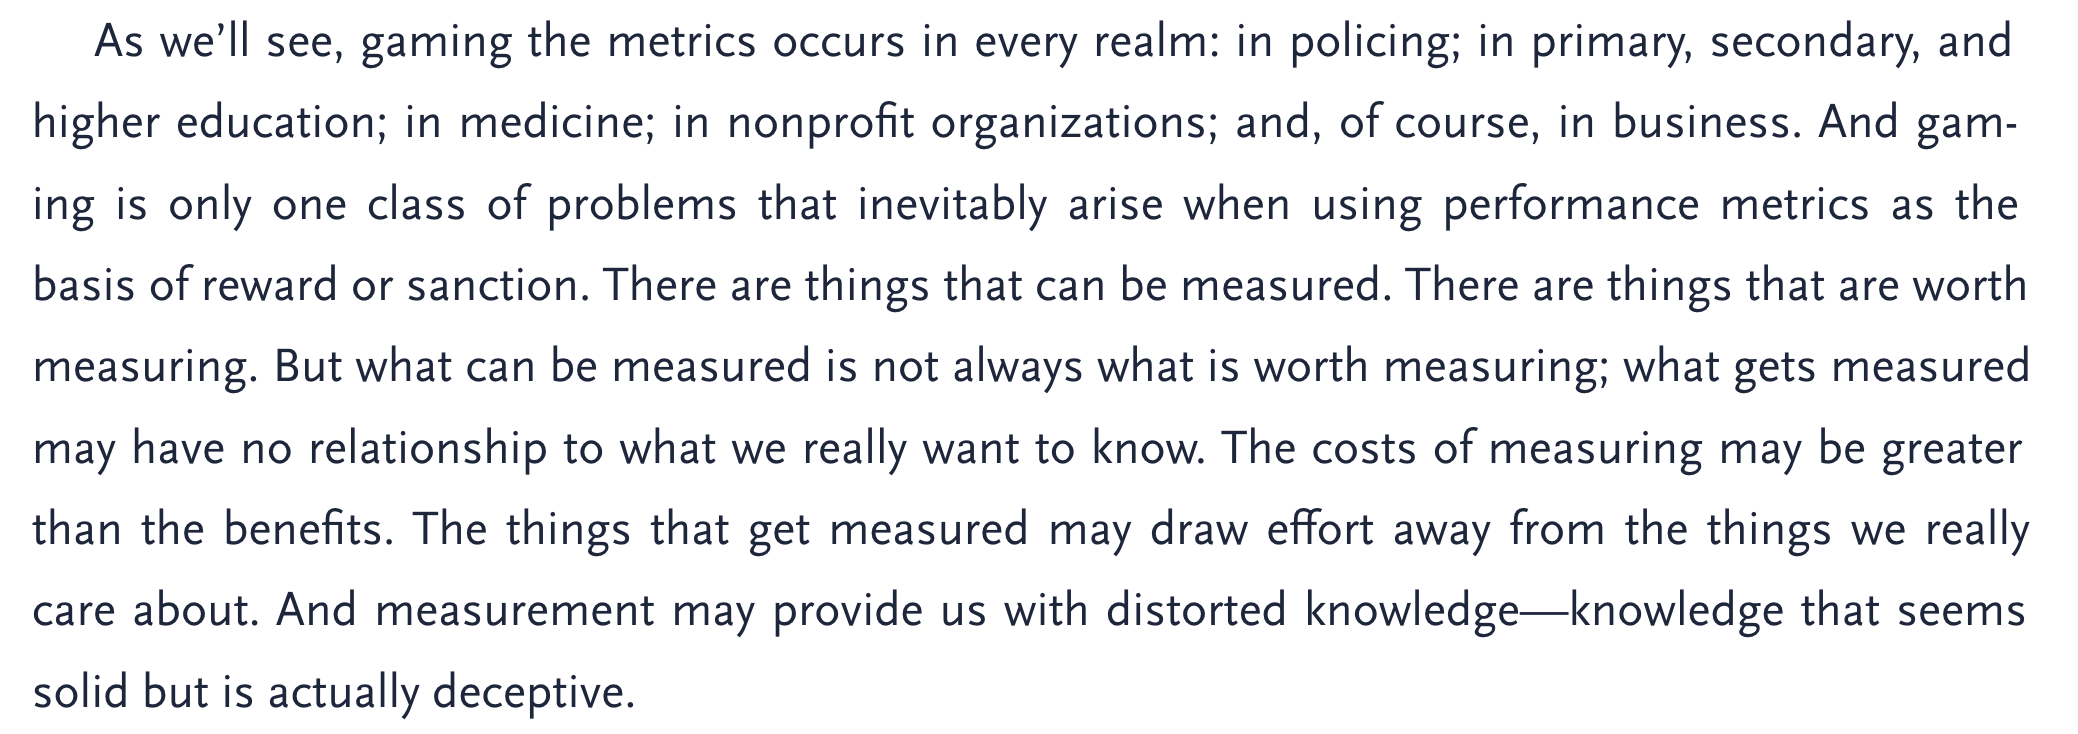 As we’ll see, gaming the metrics occurs in every realm: in policing; in primary, secondary, and
higher education; in medicine; in nonprofit organizations; and, of course, in business. And gam-
ing is only one class of problems that inevitably arise when using performance metrics as the
basis of reward or sanction. There are things that can be measured. There are things that are worth
measuring. But what can be measured is not always what is worth measuring; what gets measured
may have no relationship to what we really want to know. The costs of measuring may be greater
than the benefits. The things that get measured may draw effort away from the things we really
care about. And measurement may provide us with distorted knowledge—knowledge that seems
solid but is actually deceptive.